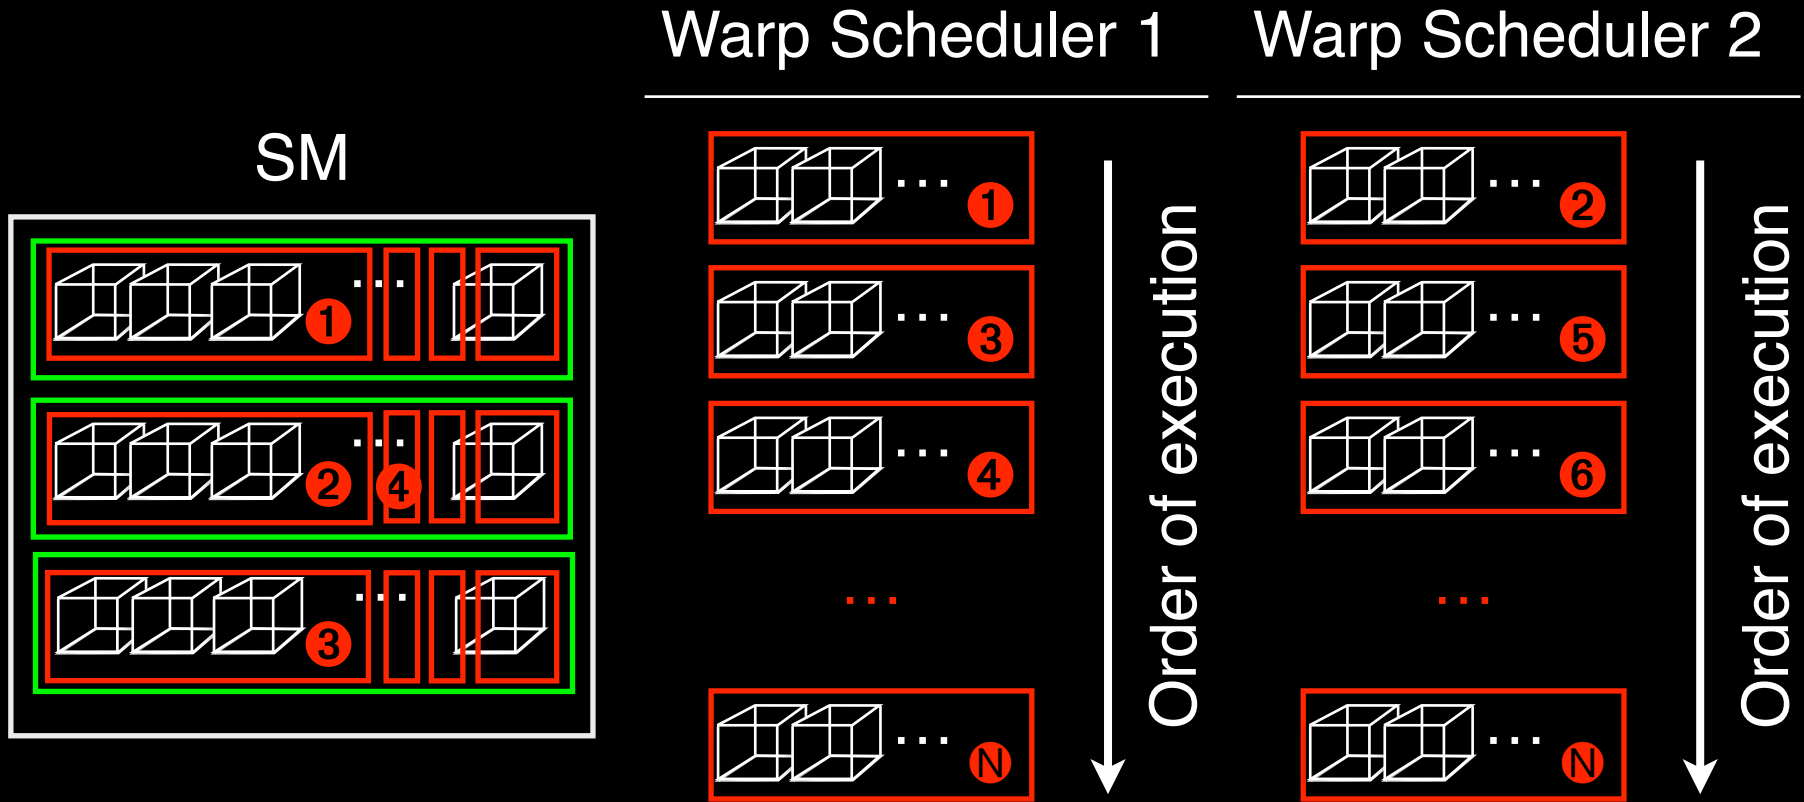 Warp Scheduler 1
Warp Scheduler 2
SM
1
2
4
3
1
3
4
...
N
Order of execution
2
5
6
...
N
Order of execution